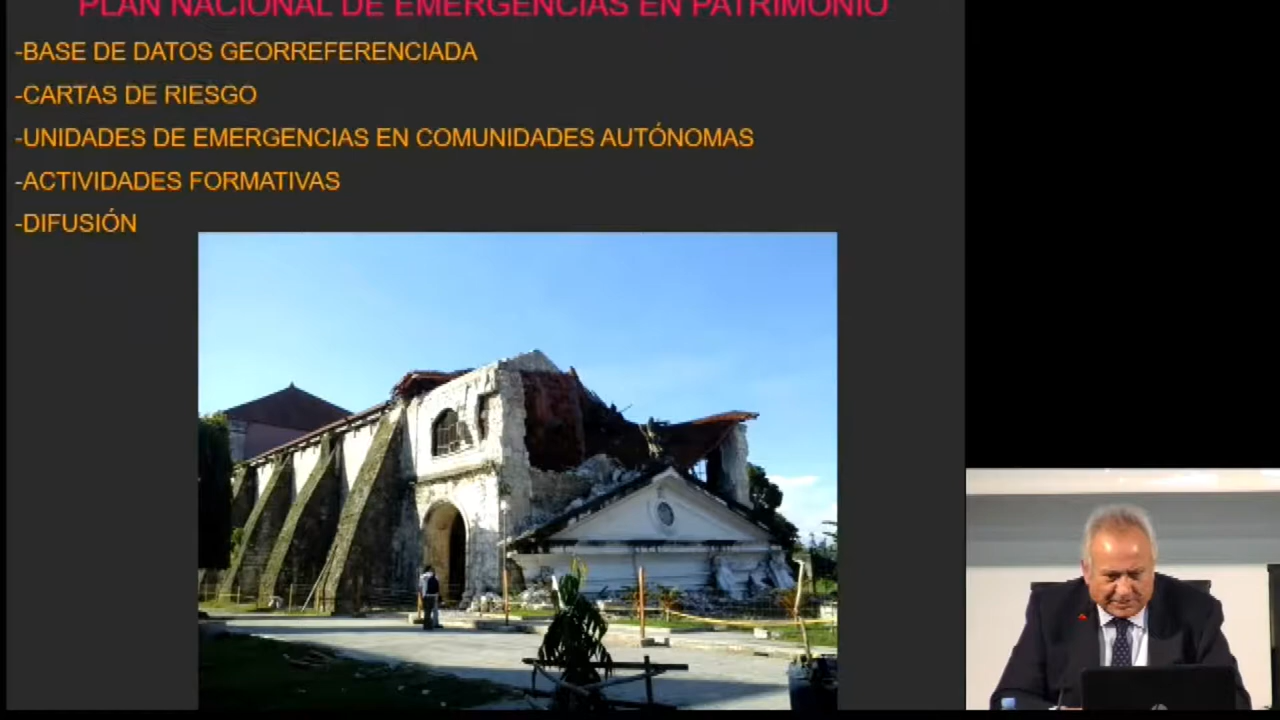 PLAN NACIONAL DE EMERGENCIAS EN PATRIMONIO
-BASE DE DATOS GEORREFERENCIADA
-CARTAS DE RIESGO
-UNIDADES DE EMERGENCIAS EN COMUNIDADES AUTÓNOMAS
-ACTIVIDADES FORMATIVAS
-DIFUSIÓN